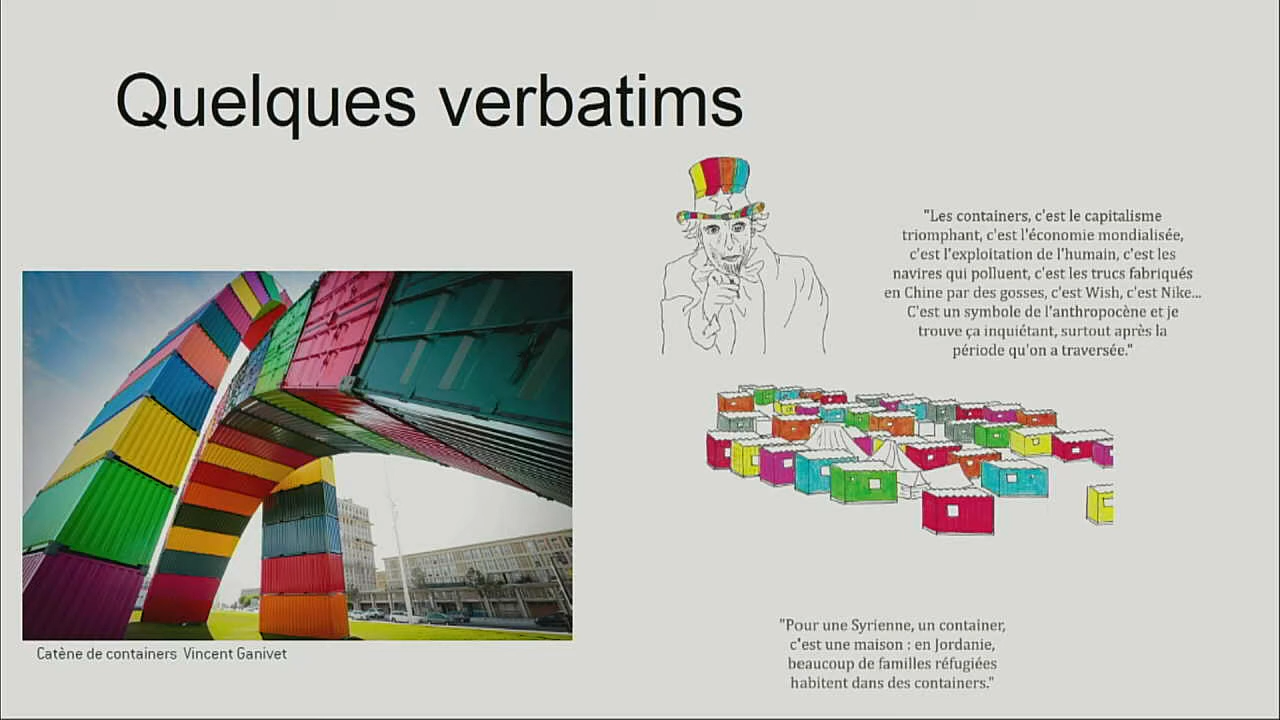 Quelques verbatims
"Les containers, c'est le capitalisme
triomphant, c'est l'économie mondialisée,
c'est l'exploitation de l'humain, c'est les
navires qui polluent, c'est les trucs fabriqués
en Chine par des gosses, c'est Wish, c'est Nike...
C'est un symbole de l'anthropocène et je
trouve ça inquiétant, surtout après la
période qu'on a traversée."
Catène de containers Vincent Ganivet
"Pour une Syrienne, un container,
c'est une maison : en Jordanie,
beaucoup de familles réfugiées
habitent dans des containers."